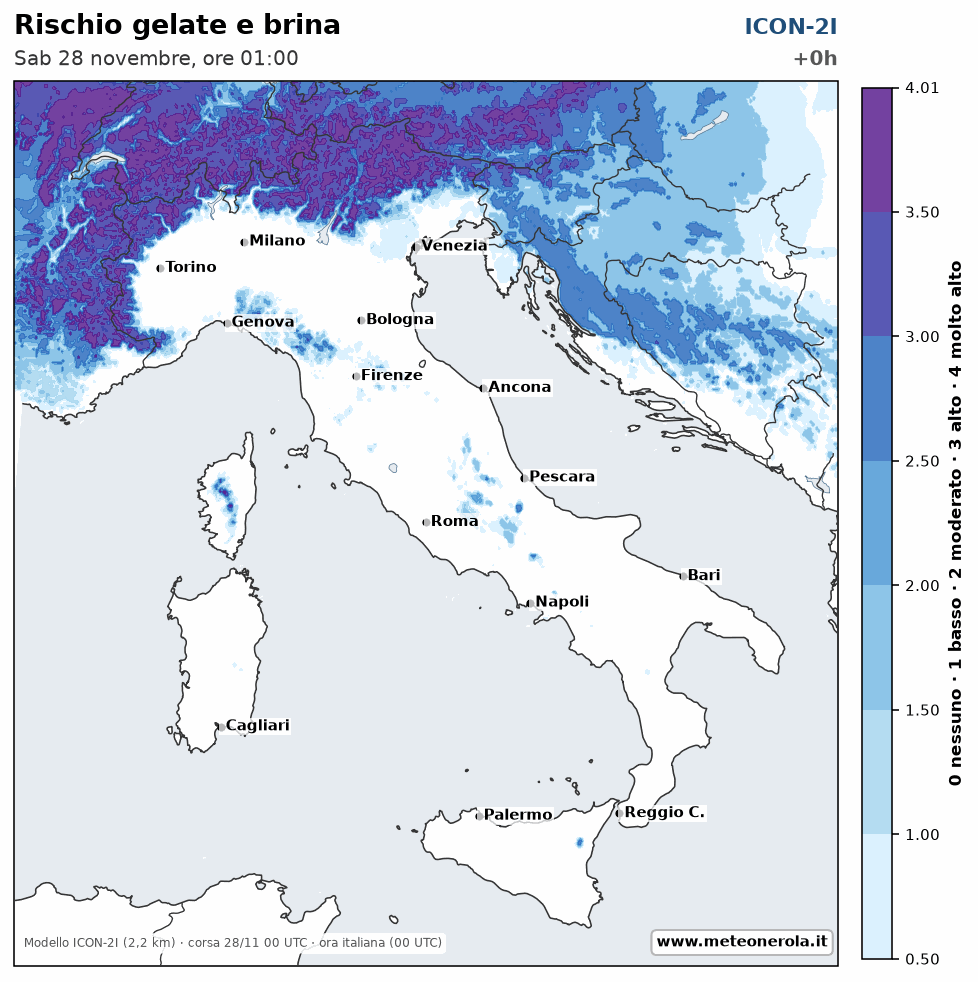 Rischio gelate e brina
ICON-2I
Sab 28 novembre, ore 01:00
+0h
4.01
3.50
3.00
2.50
2.00
1.50
1.00
0.50
0 nessuno · 1 basso · 2 moderato · 3 alto · 4 molto alto
Milano
Venezia
Torino
Genova
Bologna
Firenze
Ancona
Pescara
Roma
Bari
Napoli
Cagliari
Palermo
Reggio C.
Modello ICON-2I (2,2 km) · corsa 28/11 00 UTC · ora italiana (00 UTC)
www.meteonerola.it